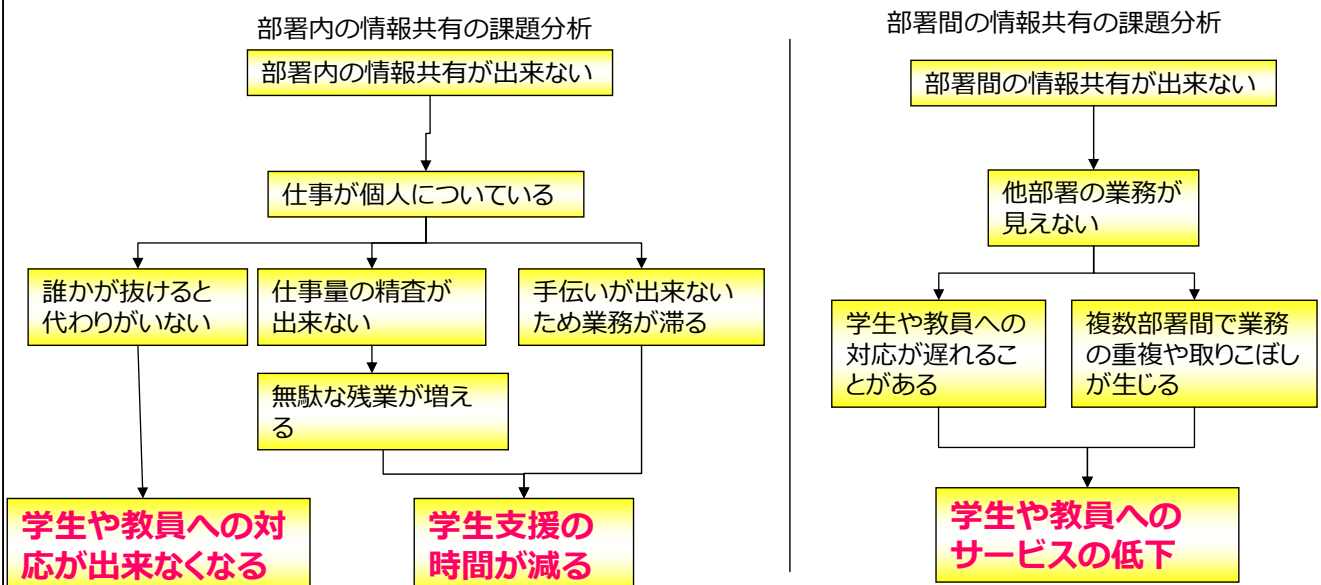 部署内の情報共有の課題分析
部署内の情報共有が出来ない
仕事が個人についている
誰かが抜けると
代わりがいない
仕事量の精査が
出来ない
手伝いが出来ない
ため業務が滞る
無駄な残業が増え
る
学生や教員への対
応が出来なくなる
学生支援の
時間が減る
部署間の情報共有の課題分析
部署間の情報共有が出来ない
他部署の業務が
見えない
学生や教員への
対応が遅れるこ
とがある
複数部署間で業務
の重複や取りこぼし
が生じる
学生や教員への
サービスの低下